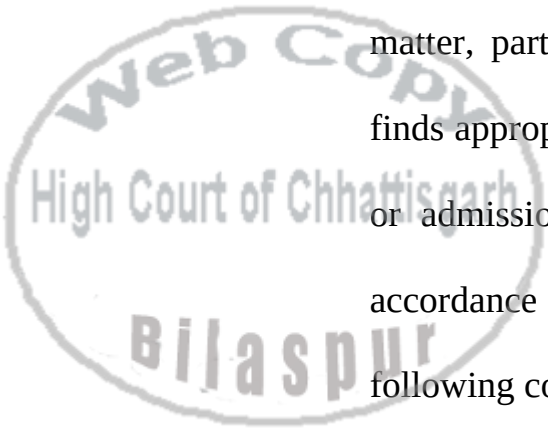 Web Copy
High Court of Chhattisgarh
Bilaspur
matter, part
finds approp
or admissio
accordance
following co